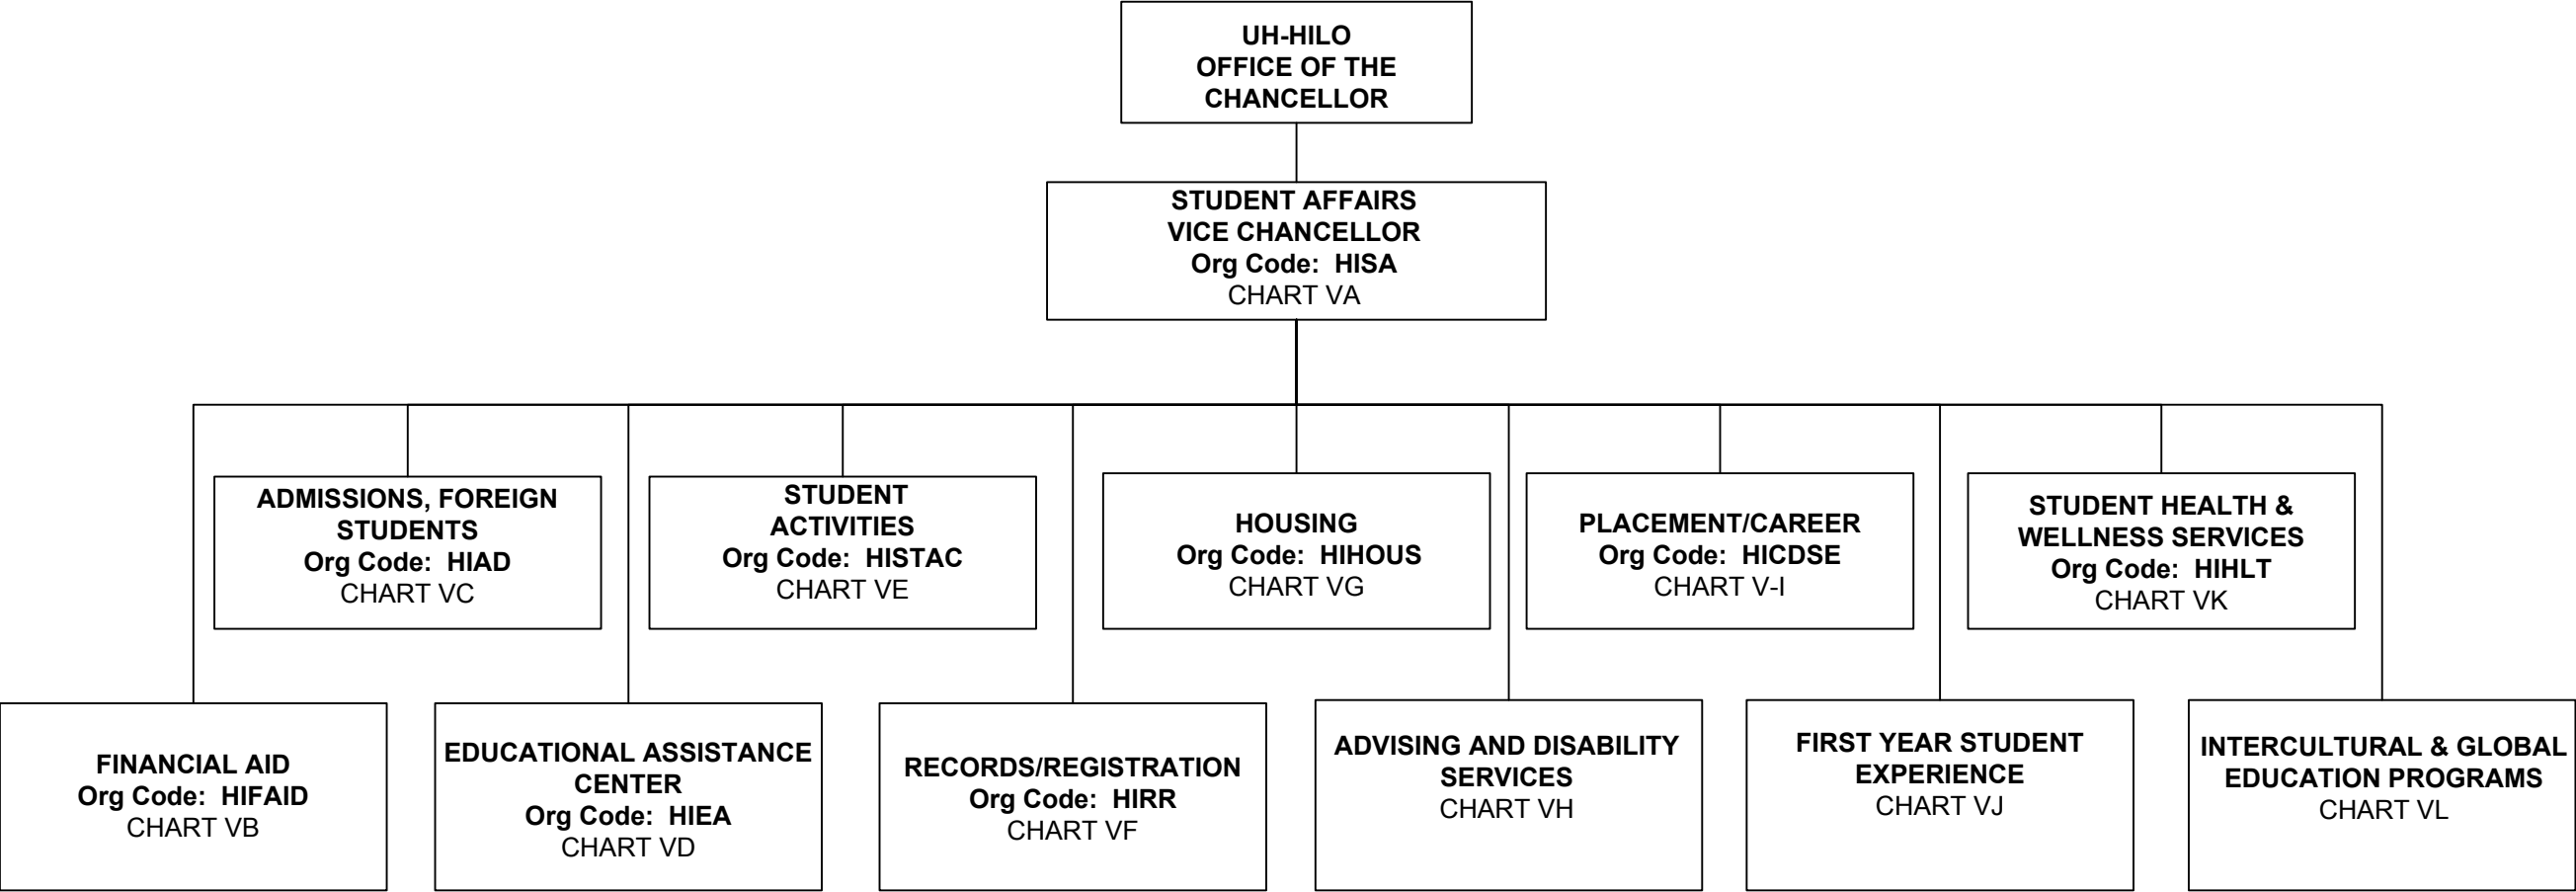 UH-HILO
OFFICE OF THE
CHANCELLOR
STUDENT AFFAIRS
VICE CHANCELLOR
Org Code:  HISA
CHART VA
ADMISSIONS, FOREIGN
STUDENTS
Org Code:  HIAD
CHART VC
STUDENT
ACTIVITIES
Org Code:  HISTAC
CHART VE
HOUSING
Org Code:  HIHOUS
CHART VG
PLACEMENT/CAREER
Org Code:  HICDSE
CHART V-I
STUDENT HEALTH &
WELLNESS SERVICES
Org Code:  HIHLT
CHART VK
FINANCIAL AID
Org Code:  HIFAID
CHART VB
EDUCATIONAL ASSISTANCE
CENTER
Org Code:  HIEA
CHART VD
RECORDS/REGISTRATION
Org Code:  HIRR
CHART VF
ADVISING AND DISABILITY
SERVICES
CHART VH
FIRST YEAR STUDENT
EXPERIENCE
CHART VJ
INTERCULTURAL & GLOBAL
EDUCATION PROGRAMS
CHART VL